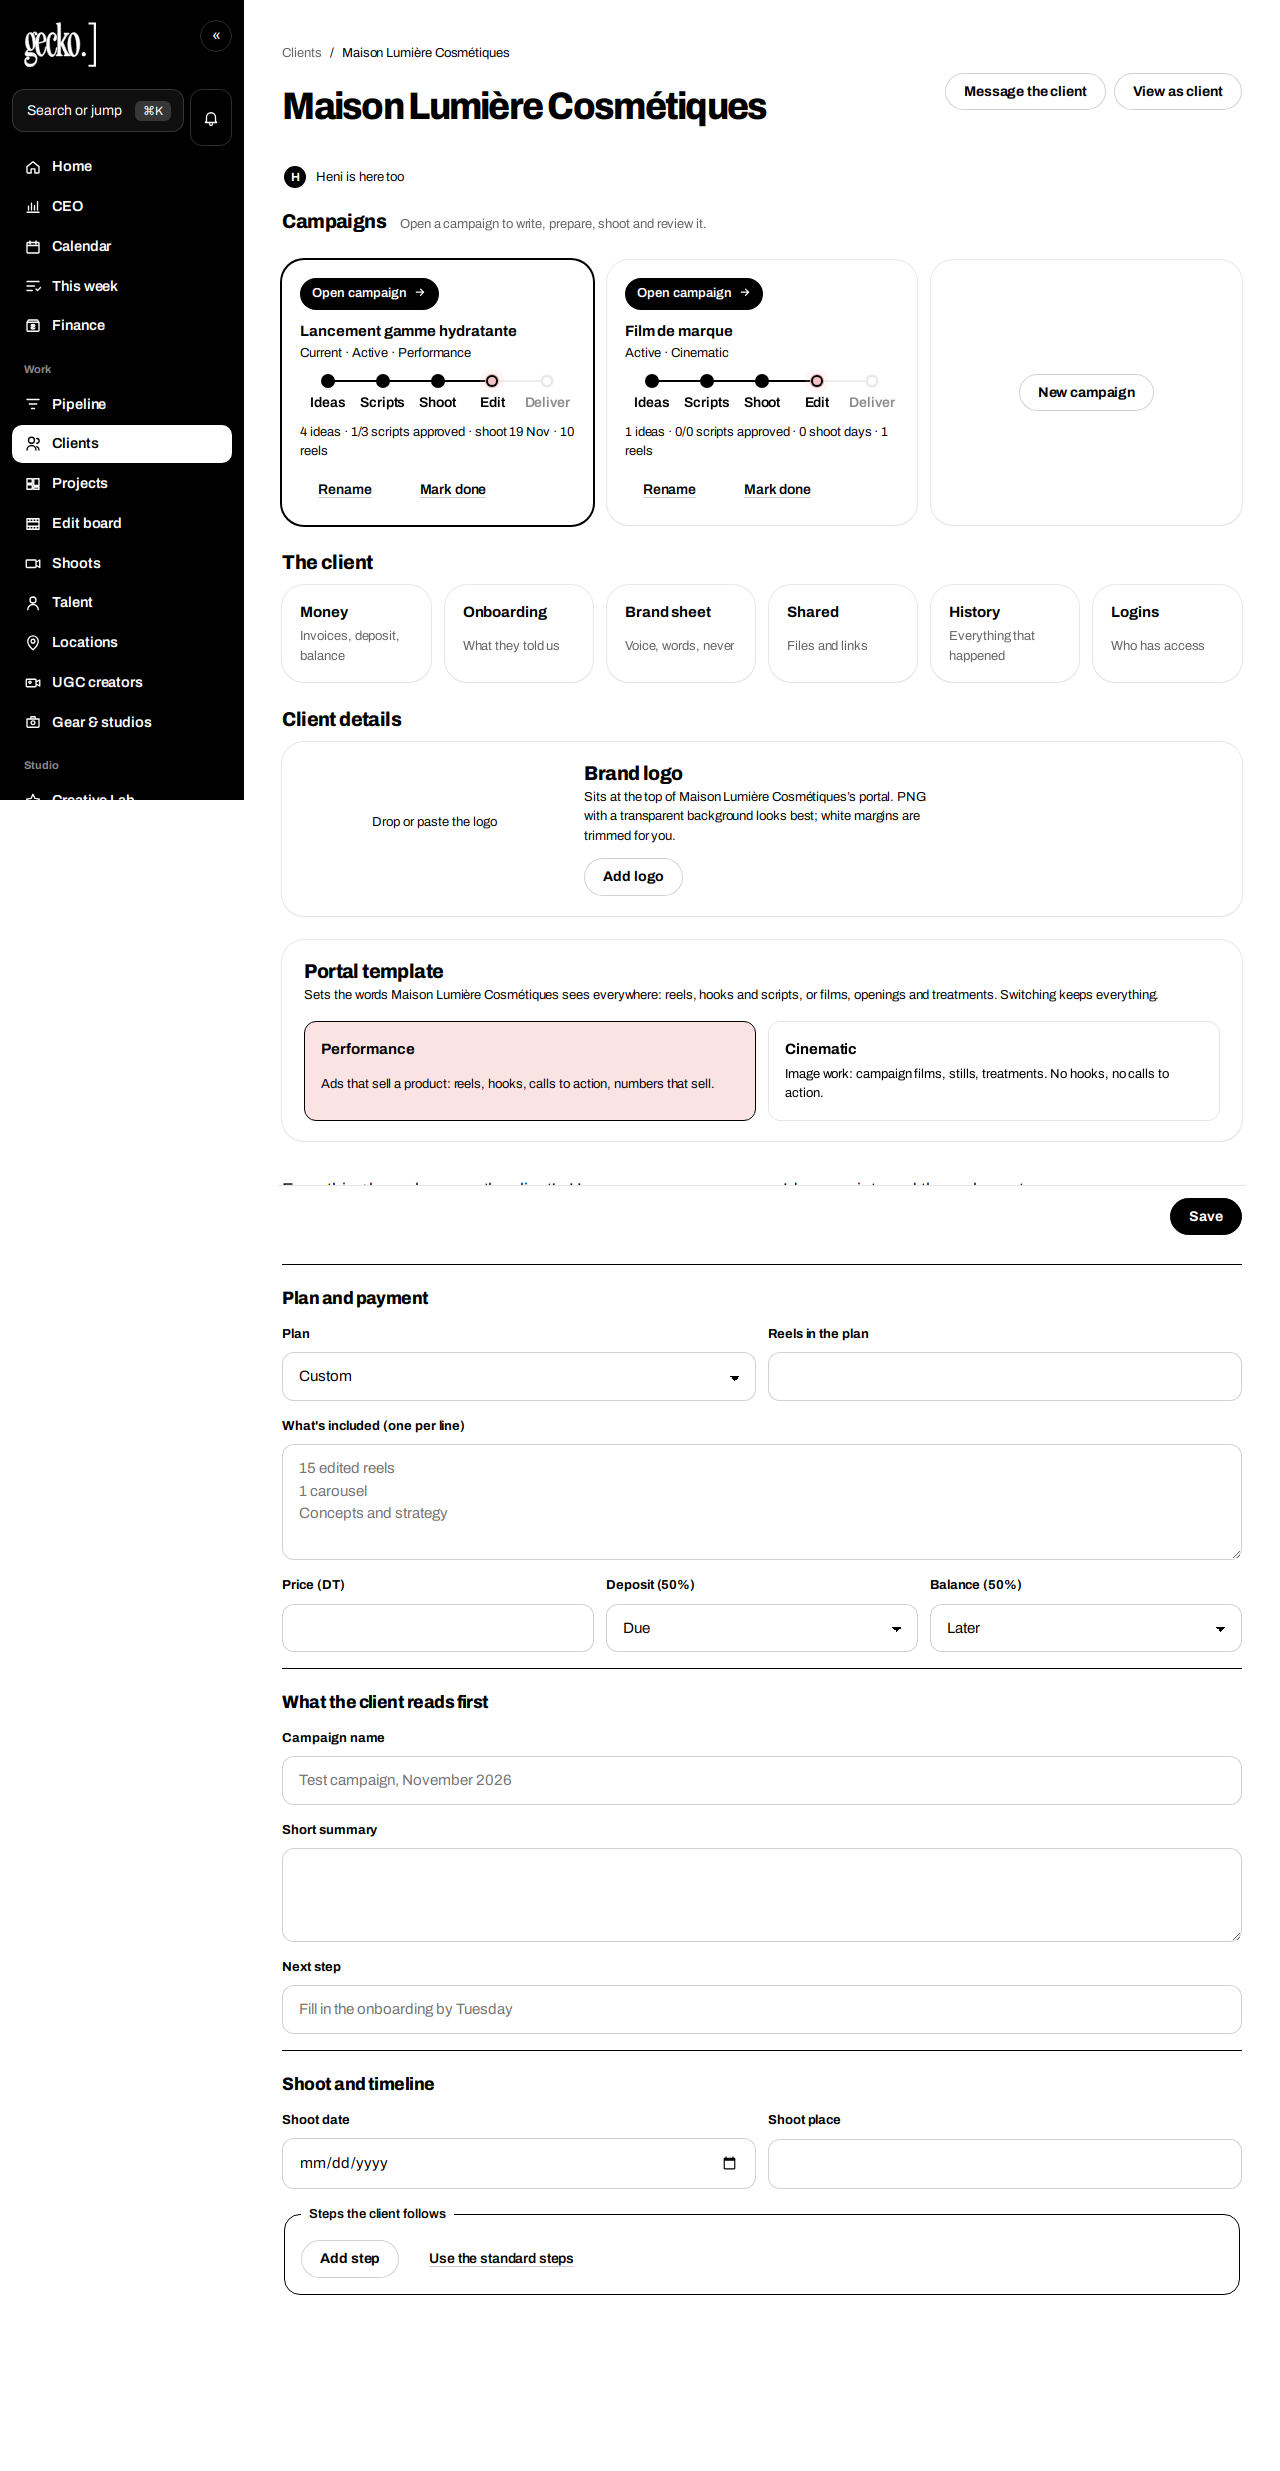 gecko.]
«
Search or jump ⌘K
Home
CEO
Calendar
This week
Finance
Work
Pipeline
Clients
Projects
Edit board
Shoots
Talent
Locations
UGC creators
Gear & studios
Studio
Creative Lab
Clients / Maison Lumière Cosmétiques
Maison Lumière Cosmétiques
Message the client
View as client
H Heni is here too
Campaigns Open a campaign to write, prepare, shoot and review it.
Open campaign →
Lancement gamme hydratante
Current · Active · Performance
Ideas Scripts Shoot Edit Deliver
4 ideas · 1/3 scripts approved · shoot 19 Nov · 10
reels
Rename Mark done
Open campaign →
Film de marque
Active · Cinematic
Ideas Scripts Shoot Edit Deliver
1 ideas · 0/0 scripts approved · 0 shoot days · 1
reels
Rename Mark done
New campaign
The client
Money
Invoices, deposit,
balance
Onboarding
What they told us
Brand sheet
Voice, words, never
Shared
Files and links
History
Everything that
happened
Logins
Who has access
Client details
Drop or paste the logo
Brand logo
Sits at the top of Maison Lumière Cosmétiques's portal. PNG
with a transparent background looks best; white margins are
trimmed for you.
Add logo
Portal template
Sets the words Maison Lumière Cosmétiques sees everywhere: reels, hooks and scripts, or films, openings and treatments. Switching keeps everything.
Performance
Ads that sell a product: reels, hooks, calls to action, numbers that sell.
Cinematic
Image work: campaign films, stills, treatments. No hooks, no calls to
action.
Save
Plan and payment
Plan
Custom
Reels in the plan
What's included (one per line)
15 edited reels
1 carousel
Concepts and strategy
Price (DT)
Deposit (50%)
Due
Balance (50%)
Later
What the client reads first
Campaign name
Test campaign, November 2026
Short summary
Next step
Fill in the onboarding by Tuesday
Shoot and timeline
Shoot date
mm/dd/yyyy
Shoot place
Steps the client follows
Add step
Use the standard steps